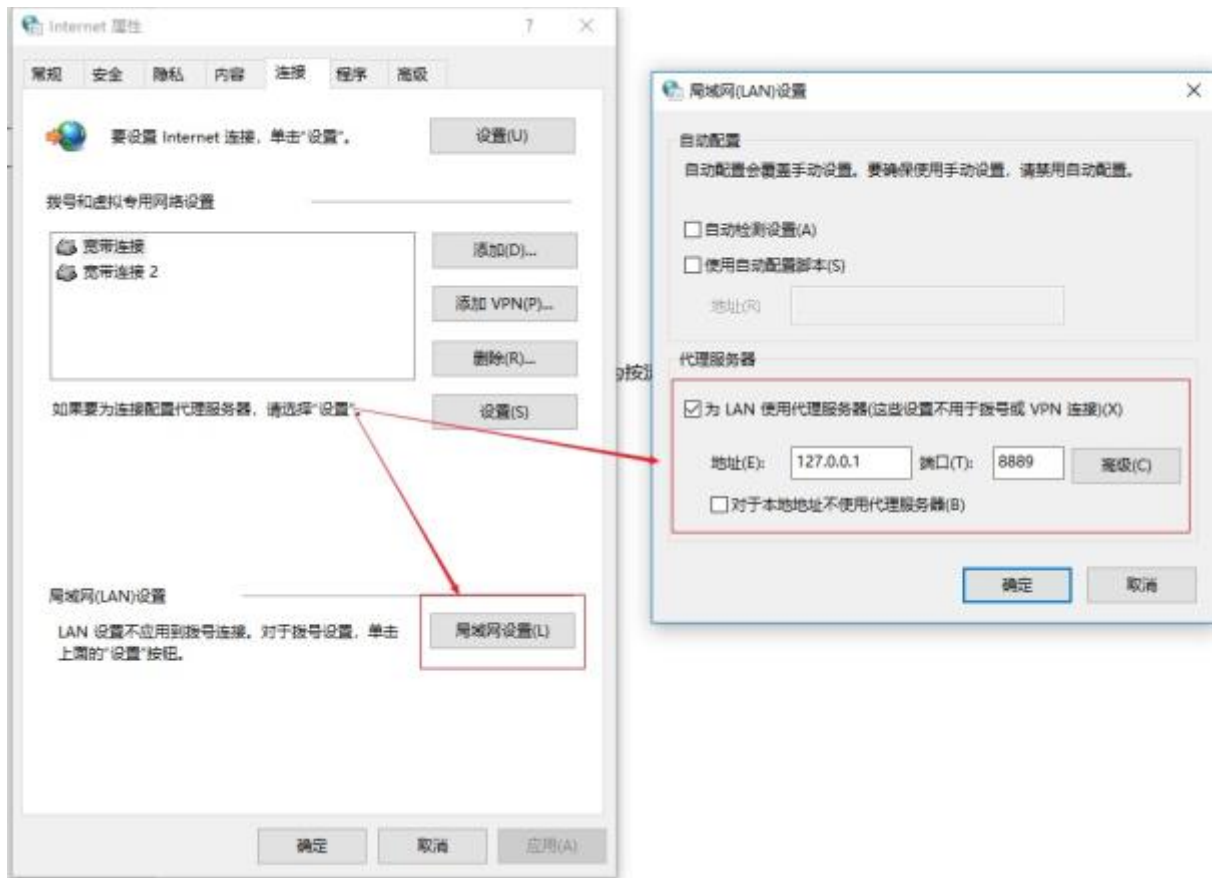 Internet 属性
常规 安全 隐私 内容 连接 程序 高级
要设置 Internet 连接，单击"设置"。
设置(U)
拨号和虚拟专用网络设置
宽带连接
宽带连接 2
添加(D)...
添加 VPN(P)...
删除(R)...
如果要为连接配置代理服务器，请选择"设置"。
设置(S)
局域网(LAN)设置
LAN 设置不应用到拨号连接。对于拨号设置，单击
上面的"设置"按钮。
局域网设置(L)
确定 取消 应用(A)
局域网(LAN)设置
自动配置
自动配置会覆盖手动设置。要确保使用手动设置，请禁用自动配置。
自动检测设置(A)
使用自动配置脚本(S)
地址(R)
代理服务器
为 LAN 使用代理服务器(这些设置不用于拨号或 VPN 连接)(X)
地址(E): 127.0.0.1 端口(T): 8889 高级(C)
对于本地地址不使用代理服务器(B)
确定 取消